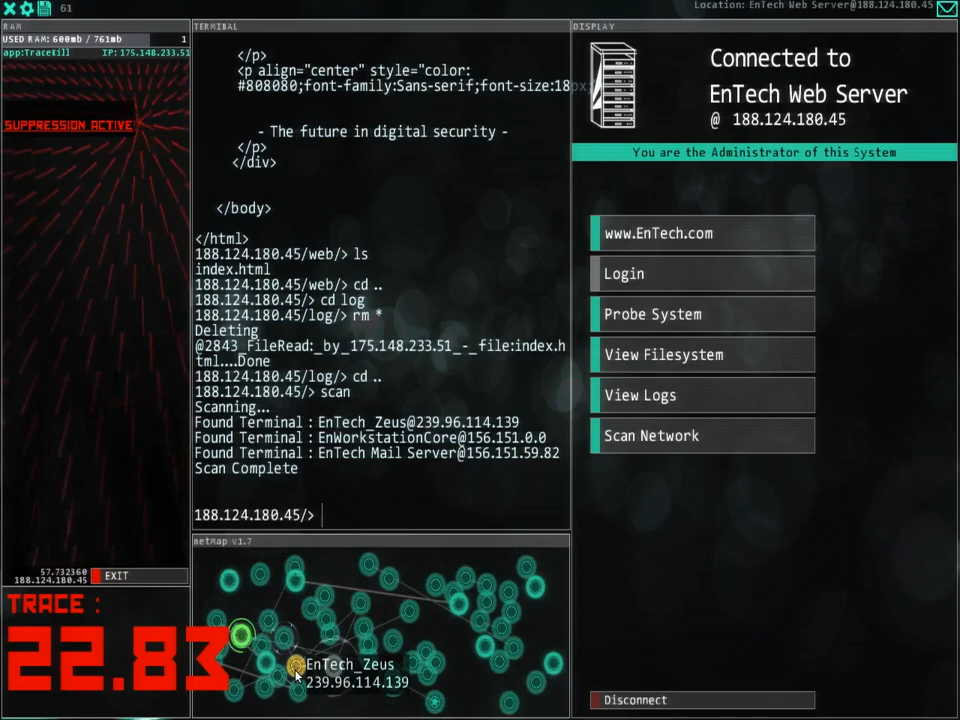 61
Location: EnTech Web Server@188.124.180.45
RAM
USED RAM: 600mb / 761mb 1
app:TraceKill IP:175.148.233.51
SUPPRESSION ACTIVE
57.732360
188.124.180.45
EXIT
TRACE :
22.83
TERMINAL
</p>
<p align="center" style="color:
#808080;font-family:Sans-serif;font-size:18px
- The future in digital security -
</p>
</div>
</body>
</html>
188.124.180.45/web/> ls
index.html
188.124.180.45/web/> cd ..
188.124.180.45/> cd log
188.124.180.45/log/> rm *
Deleting
@2843_FileRead:_by_175.148.233.51_-_file:index.h
tml....Done
188.124.180.45/log/> cd ..
188.124.180.45/> scan
Scanning...
Found Terminal : EnTech_Zeus@239.96.114.139
Found Terminal : EnWorkstationCore@156.151.0.0
Found Terminal : EnTech Mail Server@156.151.59.82
Scan Complete
188.124.180.45/>
netMap v1.7
EnTech_Zeus
239.96.114.139
DISPLAY
Connected to
EnTech Web Server
@ 188.124.180.45
You are the Administrator of this System
www.EnTech.com
Login
Probe System
View Filesystem
View Logs
Scan Network
Disconnect